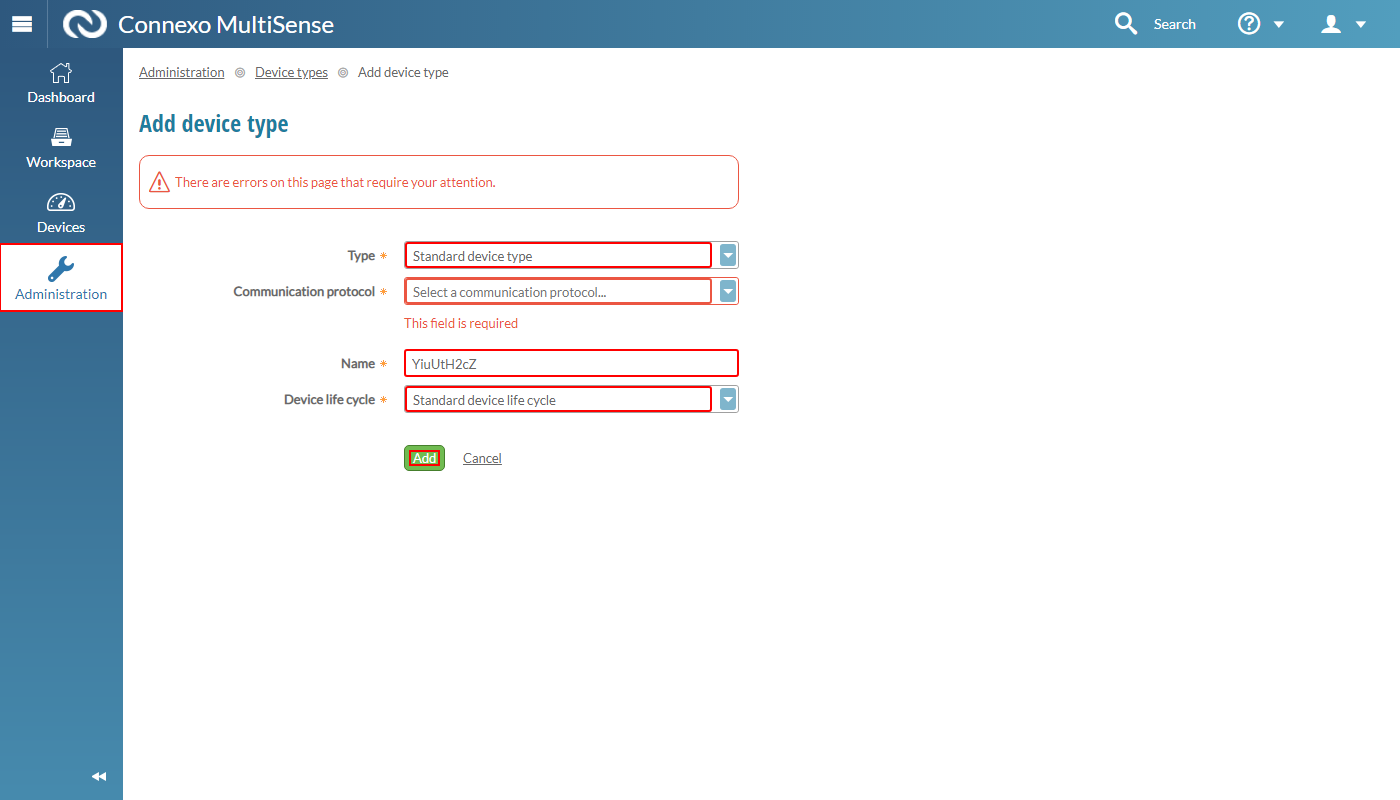 Connexo MultiSense
Search
Dashboard
Workspace
Devices
Administration
Administration Device types Add device type
Add device type
There are errors on this page that require your attention.
Type * Standard device type
Communication protocol * Select a communication protocol...
This field is required
Name * YiuUtH2cZ
Device life cycle * Standard device life cycle
Add Cancel